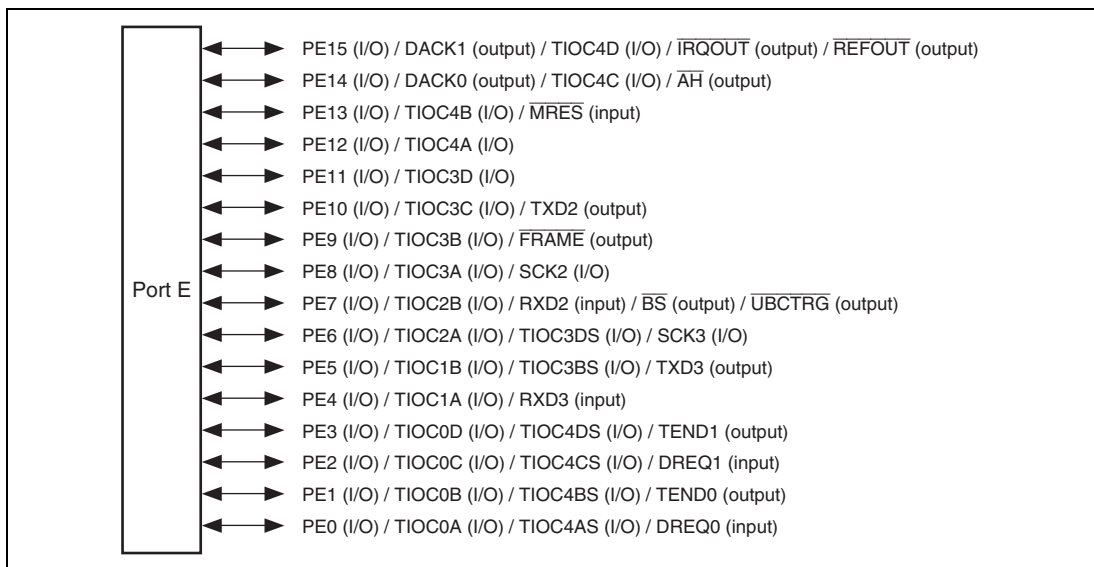 Port E
PE15 (I/O) / DACK1 (output) / TIOC4D (I/O) / IRQOUT (output) / REFOUT (output)
PE14 (I/O) / DACK0 (output) / TIOC4C (I/O) / AH (output)
PE13 (I/O) / TIOC4B (I/O) / MRES (input)
PE12 (I/O) / TIOC4A (I/O)
PE11 (I/O) / TIOC3D (I/O)
PE10 (I/O) / TIOC3C (I/O) / TXD2 (output)
PE9 (I/O) / TIOC3B (I/O) / FRAME (output)
PE8 (I/O) / TIOC3A (I/O) / SCK2 (I/O)
PE7 (I/O) / TIOC2B (I/O) / RXD2 (input) / BS (output) / UBCTRG (output)
PE6 (I/O) / TIOC2A (I/O) / TIOC3DS (I/O) / SCK3 (I/O)
PE5 (I/O) / TIOC1B (I/O) / TIOC3BS (I/O) / TXD3 (output)
PE4 (I/O) / TIOC1A (I/O) / RXD3 (input)
PE3 (I/O) / TIOC0D (I/O) / TIOC4DS (I/O) / TEND1 (output)
PE2 (I/O) / TIOC0C (I/O) / TIOC4CS (I/O) / DREQ1 (input)
PE1 (I/O) / TIOC0B (I/O) / TIOC4BS (I/O) / TEND0 (output)
PE0 (I/O) / TIOC0A (I/O) / TIOC4AS (I/O) / DREQ0 (input)